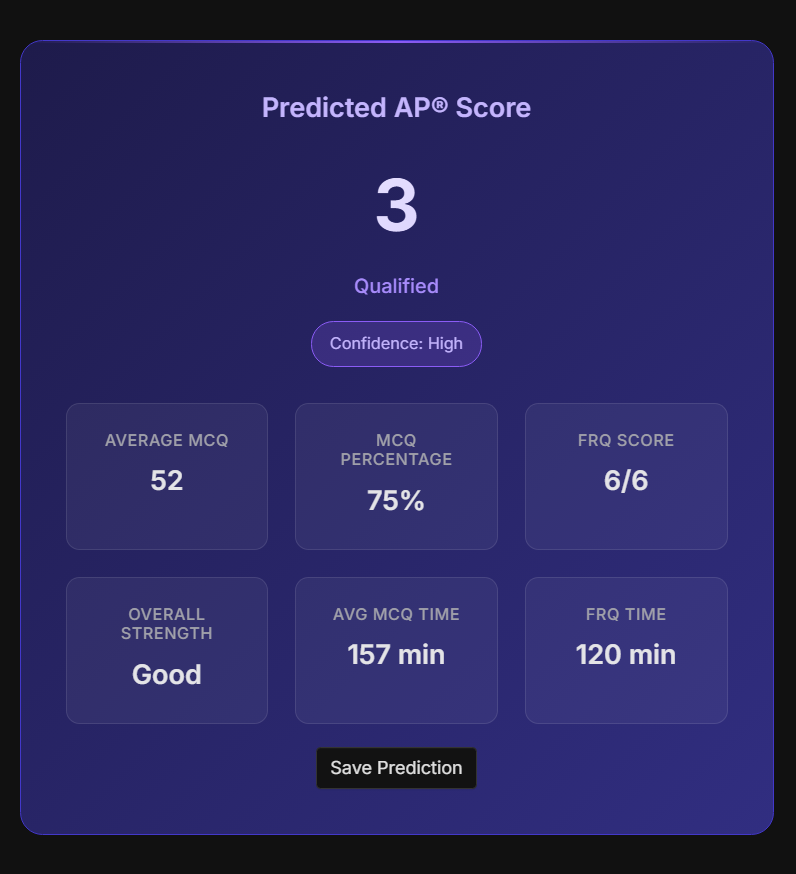 Predicted AP® Score
3
Qualified
Confidence: High
AVERAGE MCQ
52
MCQ
PERCENTAGE
75%
FRQ SCORE
6/6
OVERALL
STRENGTH
Good
AVG MCQ TIME
157 min
FRQ TIME
120 min
Save Prediction